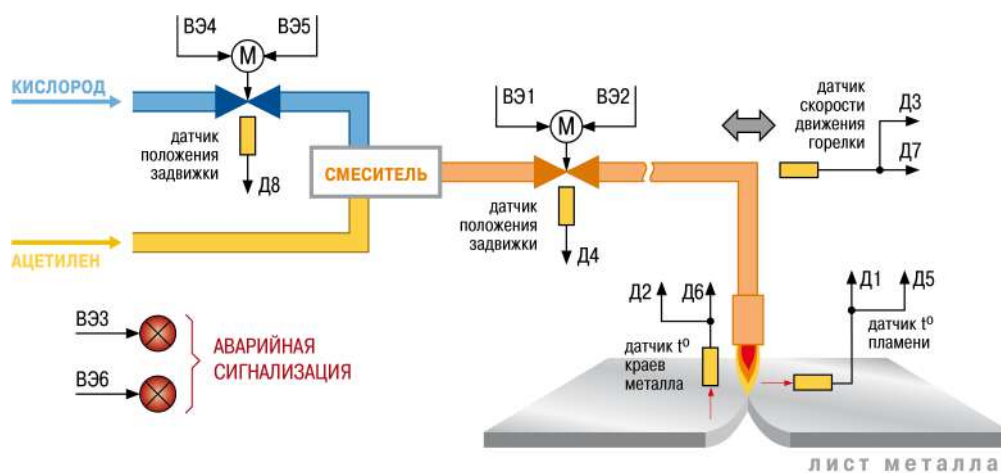 ВЭ4
ВЭ5
М
КИСЛОРОД
датчик
положения
задвижки
Д8
СМЕСИТЕЛЬ
АЦЕТИЛЕН
ВЭ1
ВЭ2
М
датчик
положения
задвижки
Д4
датчик
скорости
движения
горелки
Д3
Д7
Д2
Д6
датчик tº
краев
металла
Д1
Д5
датчик tº
пламени
ВЭ3
ВЭ6
АВАРИЙНАЯ
СИГНАЛИЗАЦИЯ
лист металла